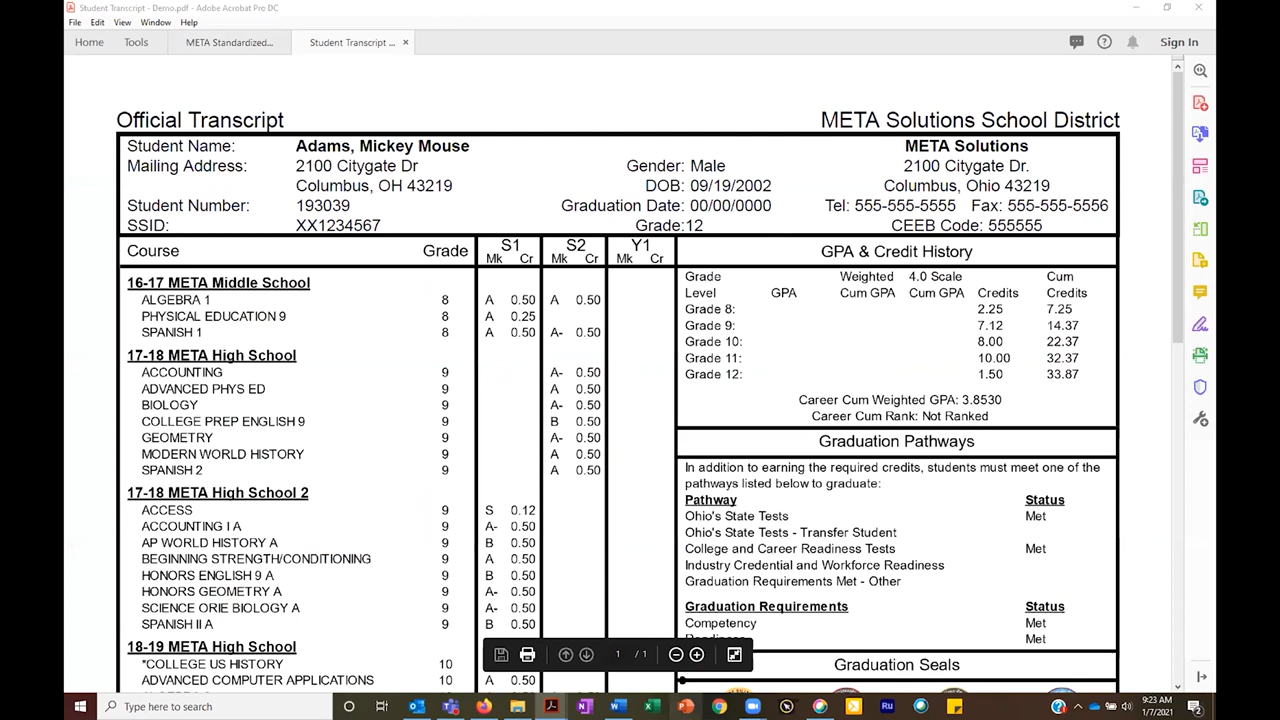 Student Transcript - Demo.pdf - Adobe Acrobat Pro DC
File Edit View Window Help
Home Tools META Standardized... Student Transcript ... × Sign In
Official Transcript META Solutions School District
Student Name: Adams, Mickey Mouse META Solutions
Mailing Address: 2100 Citygate Dr Gender: Male 2100 Citygate Dr.
Columbus, OH 43219 DOB: 09/19/2002 Columbus, Ohio 43219
Student Number: 193039 Graduation Date: 00/00/0000 Tel: 555-555-5555 Fax: 555-555-5556
SSID: XX1234567 Grade:12 CEEB Code: 555555
Course Grade S1 S2 Y1
Mk Cr Mk Cr Mk Cr
16-17 META Middle School
ALGEBRA 1 8 A 0.50 A 0.50
PHYSICAL EDUCATION 9 8 A 0.25
SPANISH 1 8 A 0.50 A- 0.50
17-18 META High School
ACCOUNTING 9 A- 0.50
ADVANCED PHYS ED 9 A 0.50
BIOLOGY 9 A- 0.50
COLLEGE PREP ENGLISH 9 9 B 0.50
GEOMETRY 9 A- 0.50
MODERN WORLD HISTORY 9 A 0.50
SPANISH 2 9 A 0.50
17-18 META High School 2
ACCESS 9 S 0.12
ACCOUNTING I A 9 A- 0.50
AP WORLD HISTORY A 9 B 0.50
BEGINNING STRENGTH/CONDITIONING 9 A 0.50
HONORS ENGLISH 9 A 9 B 0.50
HONORS GEOMETRY A 9 A- 0.50
SCIENCE ORIE BIOLOGY A 9 A- 0.50
SPANISH II A 9 B 0.50
18-19 META High School
*COLLEGE US HISTORY 10
ADVANCED COMPUTER APPLICATIONS 10 A 0.50
GPA & Credit History
Grade Weighted 4.0 Scale Cum
Level GPA Cum GPA Cum GPA Credits Credits
Grade 8: 2.25 7.25
Grade 9: 7.12 14.37
Grade 10: 8.00 22.37
Grade 11: 10.00 32.37
Grade 12: 1.50 33.87
Career Cum Weighted GPA: 3.8530
Career Cum Rank: Not Ranked
Graduation Pathways
In addition to earning the required credits, students must meet one of the
pathways listed below to graduate:
Pathway Status
Ohio's State Tests Met
Ohio's State Tests - Transfer Student
College and Career Readiness Tests Met
Industry Credential and Workforce Readiness
Graduation Requirements Met - Other
Graduation Requirements Status
Competency Met
Readiness Met
Graduation Seals
1 / 1
Type here to search
9:23 AM
1/7/2021